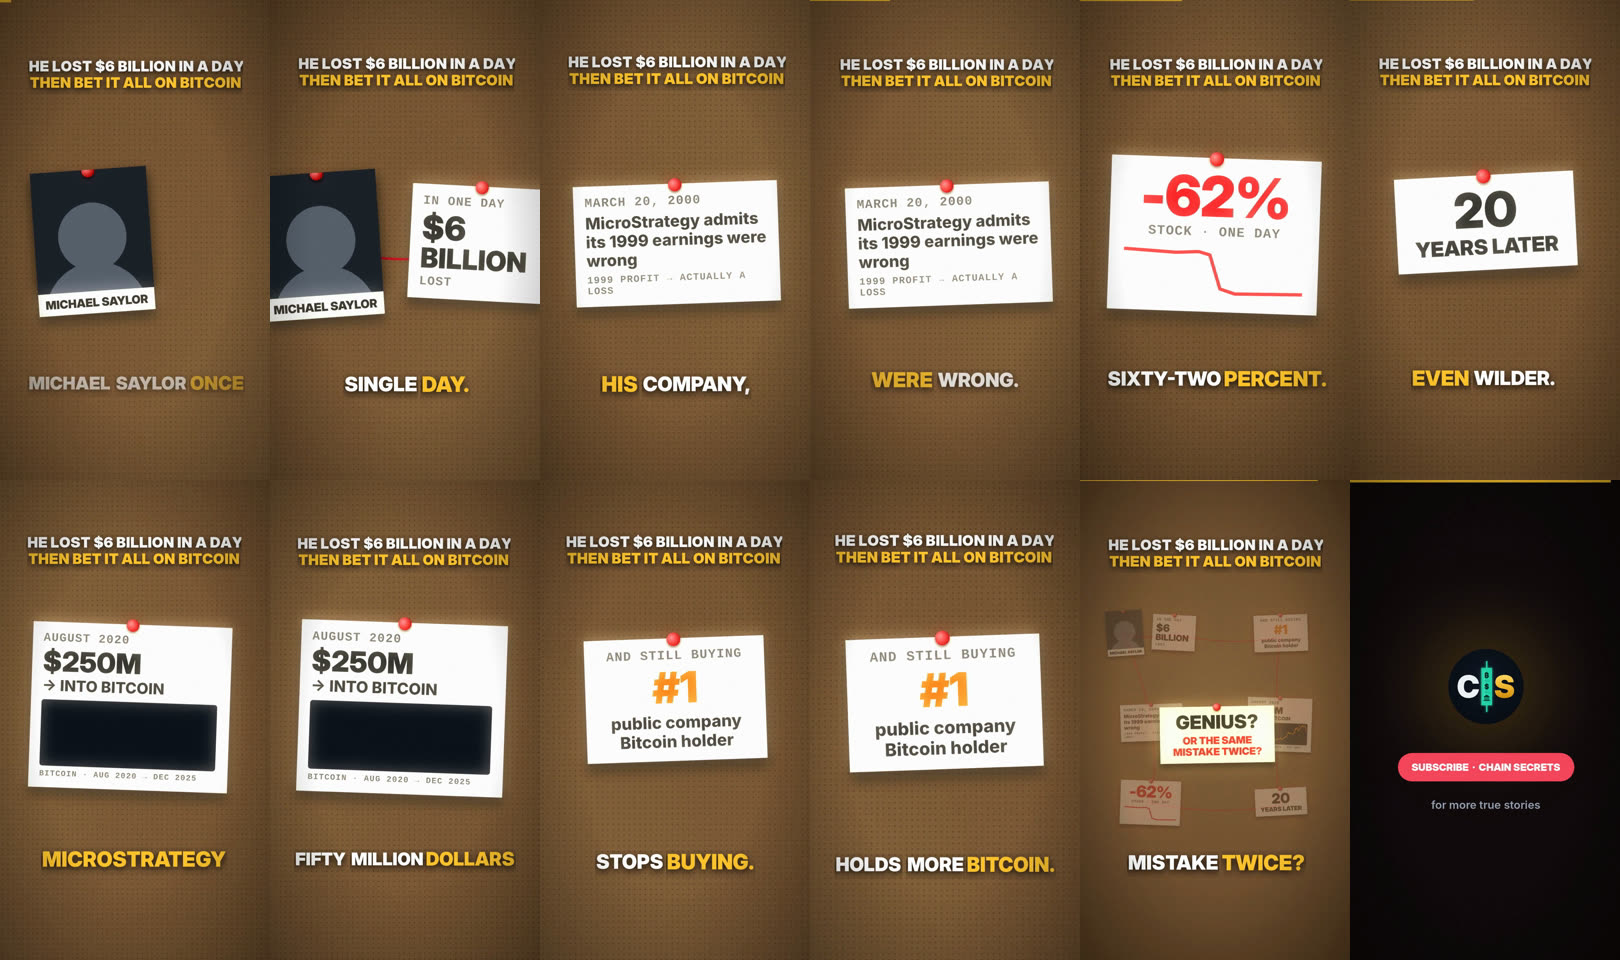 HE LOST $6 BILLION IN A DAY
THEN BET IT ALL ON BITCOIN
MICHAEL SAYLOR
MICHAEL SAYLOR ONCE
HE LOST $6 BILLION IN A DAY
THEN BET IT ALL ON BITCOIN
MICHAEL SAYLOR
IN ONE DAY
$6
BILLION
LOST
SINGLE DAY.
HE LOST $6 BILLION IN A DAY
THEN BET IT ALL ON BITCOIN
MARCH 20, 2000
MicroStrategy admits
its 1999 earnings were
wrong
1999 PROFIT → ACTUALLY A
LOSS
HIS COMPANY,
HE LOST $6 BILLION IN A DAY
THEN BET IT ALL ON BITCOIN
MARCH 20, 2000
MicroStrategy admits
its 1999 earnings were
wrong
1999 PROFIT → ACTUALLY A
LOSS
WERE WRONG.
HE LOST $6 BILLION IN A DAY
THEN BET IT ALL ON BITCOIN
-62%
STOCK · ONE DAY
SIXTY-TWO PERCENT.
HE LOST $6 BILLION IN A DAY
THEN BET IT ALL ON BITCOIN
20
YEARS LATER
EVEN WILDER.
HE LOST $6 BILLION IN A DAY
THEN BET IT ALL ON BITCOIN
AUGUST 2020
$250M
→ INTO BITCOIN
BITCOIN · AUG 2020 → DEC 2025
MICROSTRATEGY
HE LOST $6 BILLION IN A DAY
THEN BET IT ALL ON BITCOIN
AUGUST 2020
$250M
→ INTO BITCOIN
BITCOIN · AUG 2020 → DEC 2025
FIFTY MILLION DOLLARS
HE LOST $6 BILLION IN A DAY
THEN BET IT ALL ON BITCOIN
AND STILL BUYING
#1
public company
Bitcoin holder
STOPS BUYING.
HE LOST $6 BILLION IN A DAY
THEN BET IT ALL ON BITCOIN
AND STILL BUYING
#1
public company
Bitcoin holder
HOLDS MORE BITCOIN.
HE LOST $6 BILLION IN A DAY
THEN BET IT ALL ON BITCOIN
MICHAEL SAYLOR
$6
BILLION
AND STILL BUYING
#1
public company
Bitcoin holder
GENIUS?
OR THE SAME
MISTAKE TWICE?
-62%
STOCK · ONE DAY
20
YEARS LATER
MISTAKE TWICE?
CS
SUBSCRIBE · CHAIN SECRETS
for more true stories